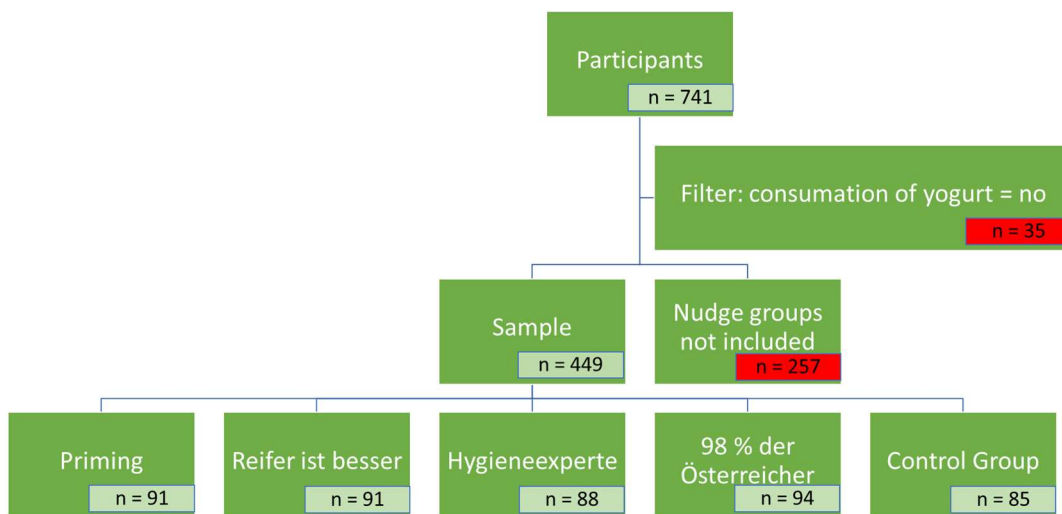 Participants
n = 741
Filter: consumation of yogurt = no
n = 35
Sample
n = 449
Nudge groups
not included
n = 257
Priming
n = 91
Reifer ist besser
n = 91
Hygieneexperte
n = 88
98 % der
Österreicher
n = 94
Control Group
n = 85